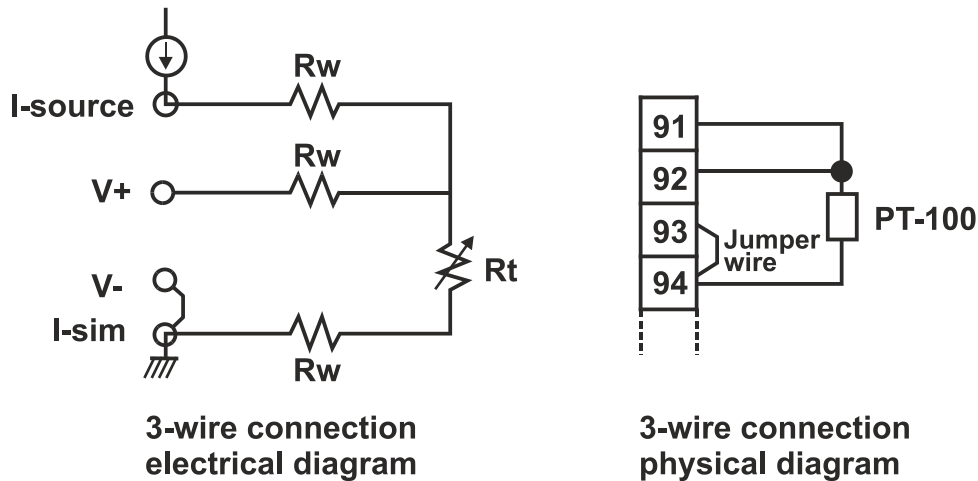 Rw
I-source
Rw
V+
V-
Rt
I-sim
Rw
3-wire connection
electrical diagram
91
92
93
94
Jumper
wire
PT-100
3-wire connection
physical diagram